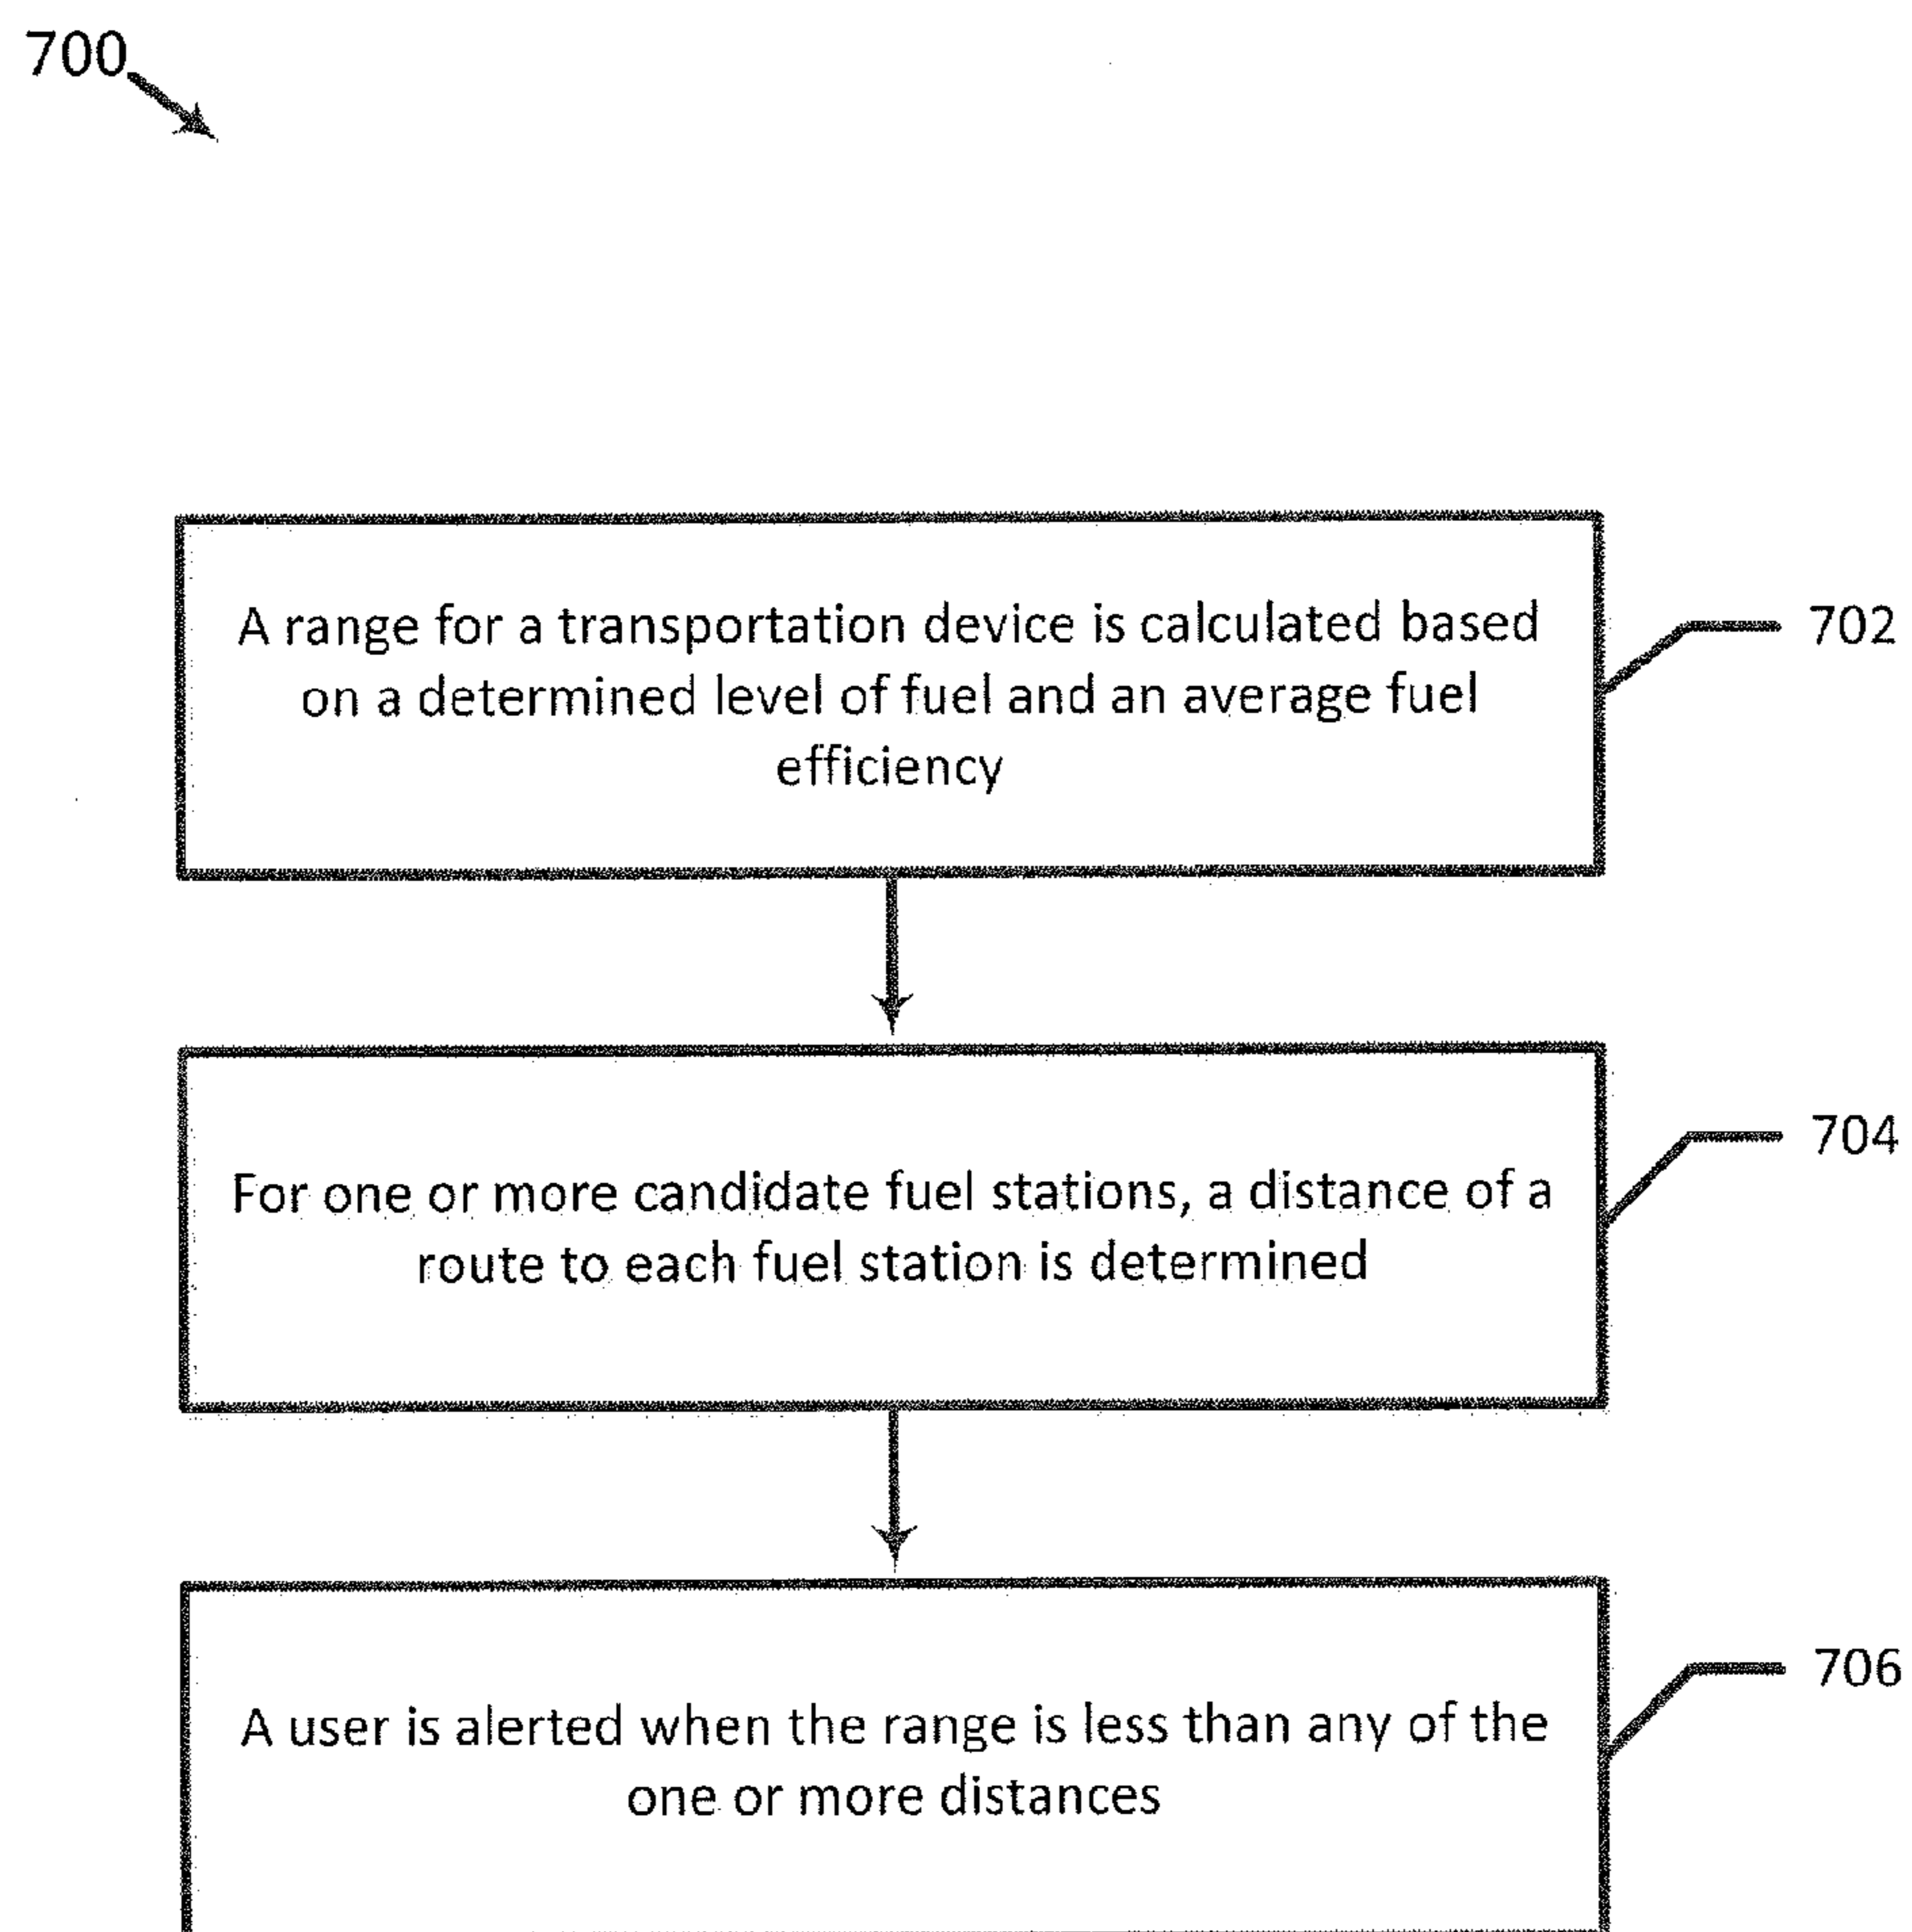 700
A range for a transportation device is calculated based
on a determined level of fuel and an average fuel
efficiency
702
For one or more candidate fuel stations, a distance of a
route to each fuel station is determined
704
A user is alerted when the range is less than any of the
one or more distances
706